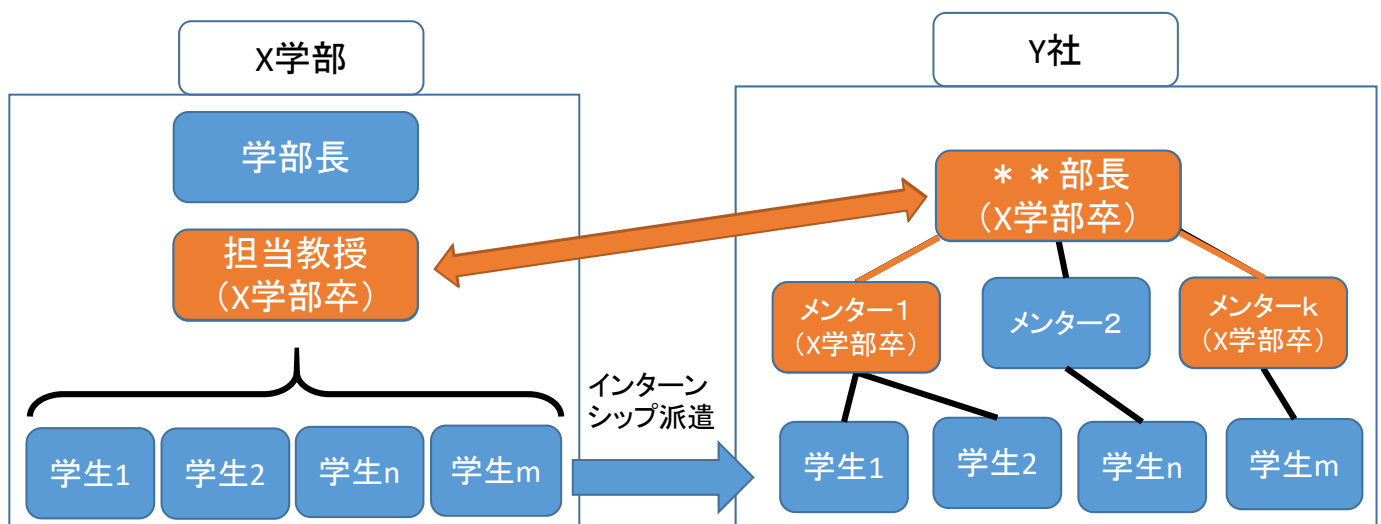 X学部
学部長
担当教授
（X学部卒）
学生1
学生2
学生n
学生m
インターン
シップ派遣
Y社
＊＊部長
（X学部卒）
メンター1
（X学部卒）
メンター２
メンターｋ
（X学部卒）
学生1
学生2
学生n
学生m